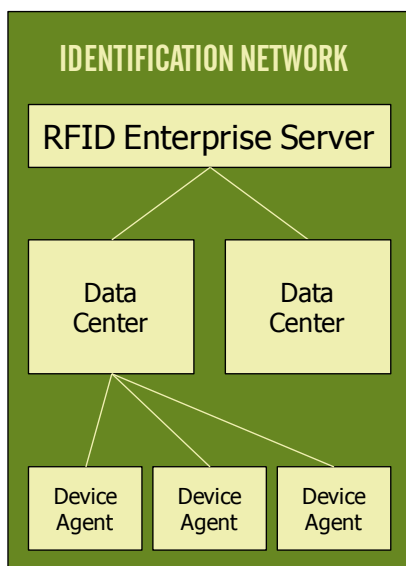 IDENTIFICATION NETWORK
RFID Enterprise Server
Data
Center
Data
Center
Device
Agent
Device
Agent
Device
Agent